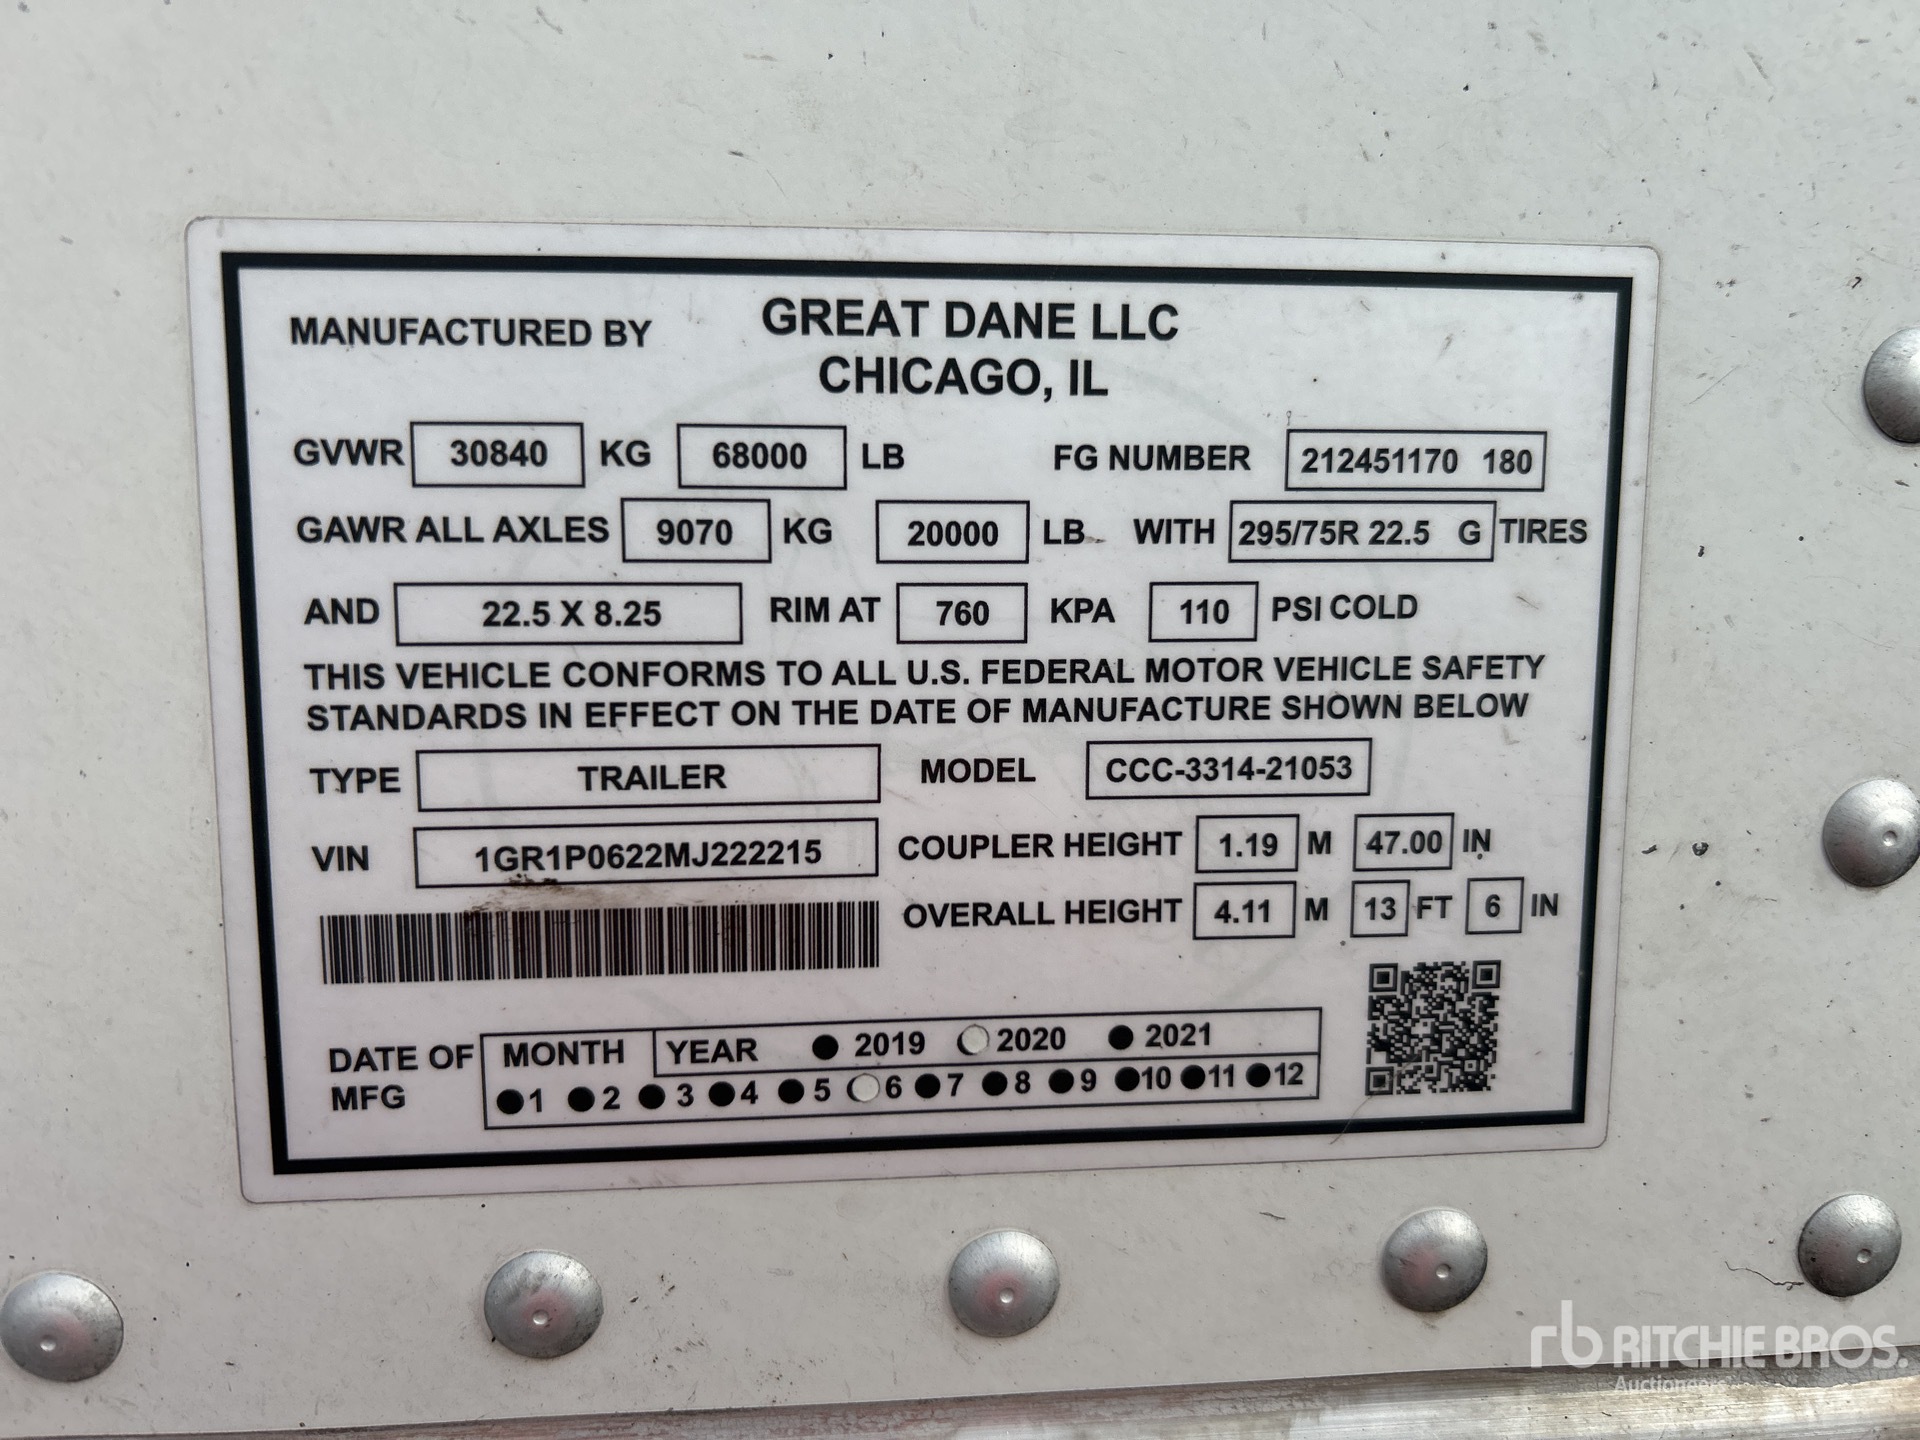 MANUFACTURED BY GREAT DANE LLC
CHICAGO, IL
GVWR 30840 KG 68000 LB FG NUMBER 212451170 180
GAWR ALL AXLES 9070 KG 20000 LB WITH 295/75R 22.5 G TIRES
AND 22.5 X 8.25 RIM AT 760 KPA 110 PSI COLD
THIS VEHICLE CONFORMS TO ALL U.S. FEDERAL MOTOR VEHICLE SAFETY
STANDARDS IN EFFECT ON THE DATE OF MANUFACTURE SHOWN BELOW
TYPE TRAILER MODEL CCC-3314-21053
VIN 1GR1P0622MJ222215 COUPLER HEIGHT 1.19 M 47.00 IN
OVERALL HEIGHT 4.11 M 13 FT 6 IN
DATE OF MFG
MONTH YEAR 2019 2020 2021
1 2 3 4 5 6 7 8 9 10 11 12
rb RITCHIE BROS.
Auctioneers